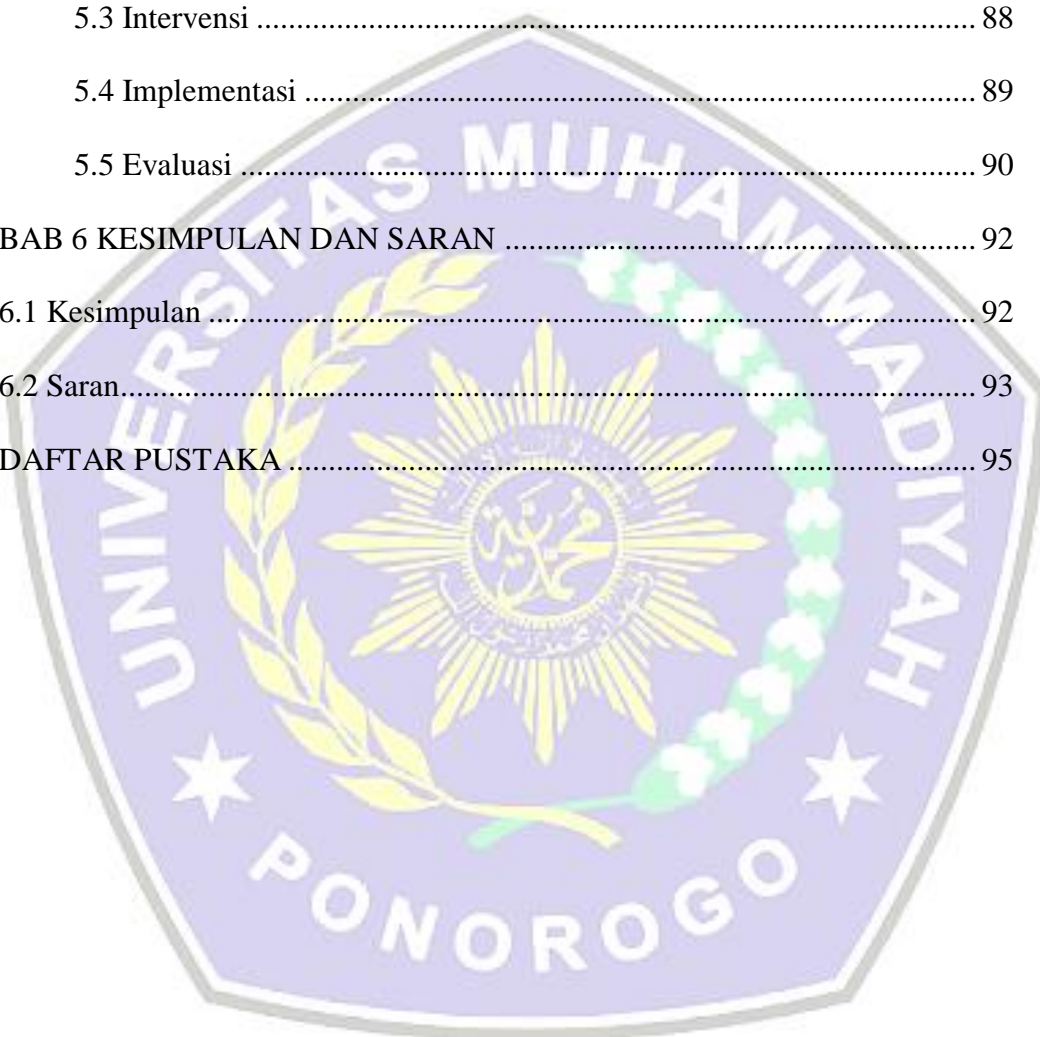 5.3 Intervensi ........................................................................................... 88
5.4 Implementasi .................................................................................... 89
5.5 Evaluasi ............................................................................................. 90
BAB 6 KESIMPULAN DAN SARAN .......................................................... 92
6.1 Kesimpulan ................................................................................................ 92
6.2 Saran........................................................................................................... 93
DAFTAR PUSTAKA ...................................................................................... 95
UNIVERSITAS MUHAMMADIYAH
PONOROGO